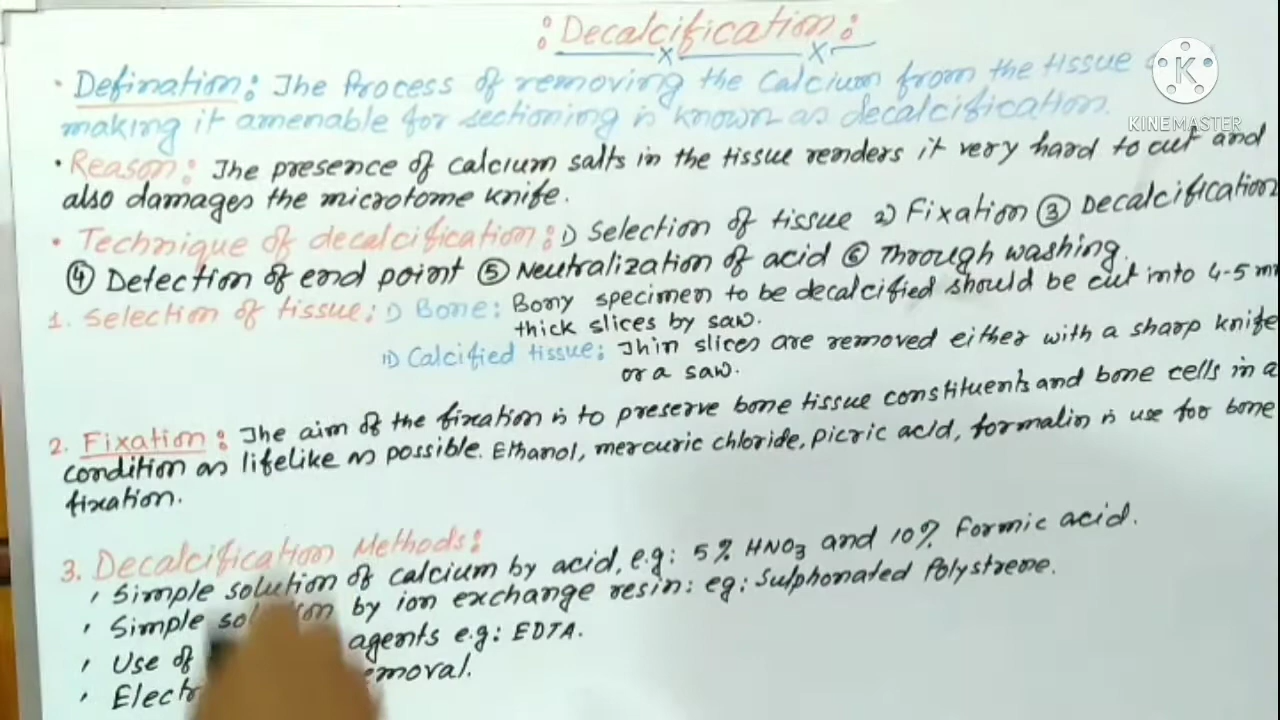 :Decalcification:
• Defination: The Process of removing the Calcium from the tissue
making it amenable for sectioning is known as decalcification.
• Reason: The presence of calcium salts in the tissue renders it very hard to cut and
also damages the microtome knife.
• Technique of decalcification: 1) Selection of tissue 2) Fixation ③ Decalcification
④ Detection of end point ⑤ Neutralization of acid ⑥ Through washing.
1. Selection of tissue: i) Bone: Bony specimen to be decalcified should be cut into 4-5 m
thick slices by saw.
ii) Calcified tissue: Thin slices are removed either with a sharp knife
or a saw.
2. Fixation: The aim of the fixation is to preserve bone tissue constituents and bone cells in a
condition as lifelike as possible. Ethanol, mercuric chloride, picric acid, formalin is use for bone
fixation.
3. Decalcification Methods:
, Simple solution of calcium by acid, e.g: 5% HNO3 and 10% Formic acid.
, Simple so on by ion exchange resin: eg: Sulphonated Polystrene.
, Use of agents e.g: EDTA.
, Electr emoval.
K
KINEMASTER